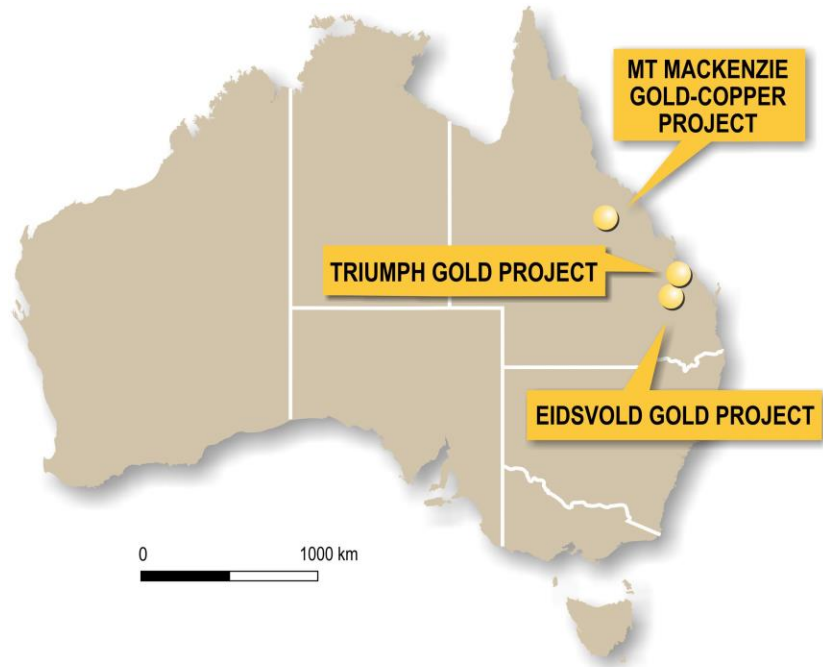 MT MACKENZIE
GOLD-COPPER
PROJECT
TRIUMPH GOLD PROJECT
EIDSVOLD GOLD PROJECT
0 1000 km